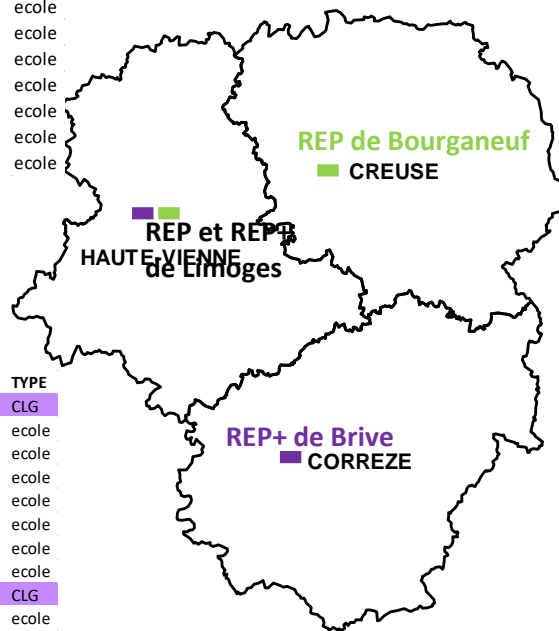 ecole
ecole
ecole
ecole
ecole
ecole
ecole
REP de Bourganeuf
CREUSE
REP et REP+
HAUTE-VIENNE
de Limoges
TYPE
CLG
ecole
ecole
ecole
ecole
ecole
ecole
ecole
CLG
ecole
REP+ de Brive
CORREZE